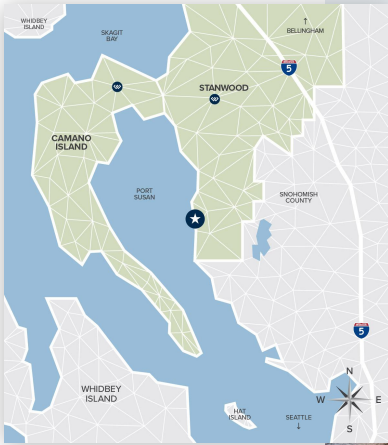 WHIDBEY
ISLAND
SKAGIT
BAY
↑
BELLINGHAM
5
STANWOOD
CAMANO
ISLAND
PORT
SUSAN
SNOHOMISH
COUNTY
5
WHIDBEY
ISLAND
HAT
ISLAND
SEATTLE
↓
N
W
E
S